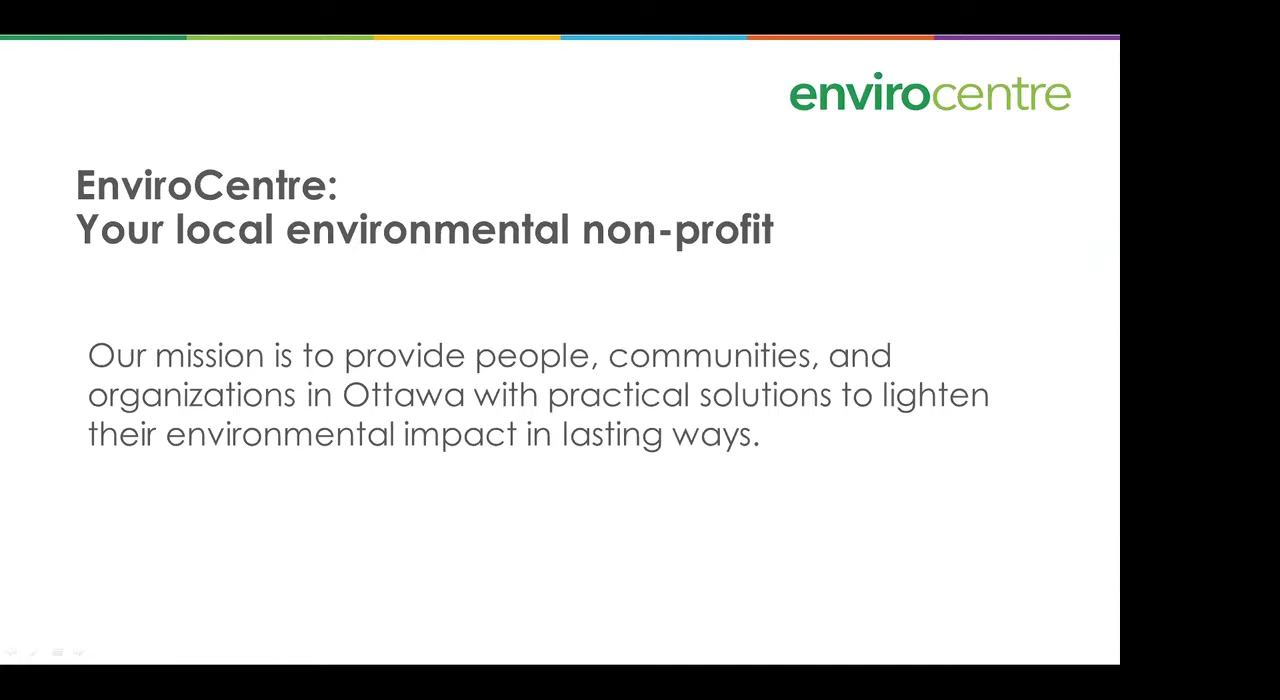 envirocentre
EnviroCentre:
Your local environmental non-profit
Our mission is to provide people, communities, and
organizations in Ottawa with practical solutions to lighten
their environmental impact in lasting ways.